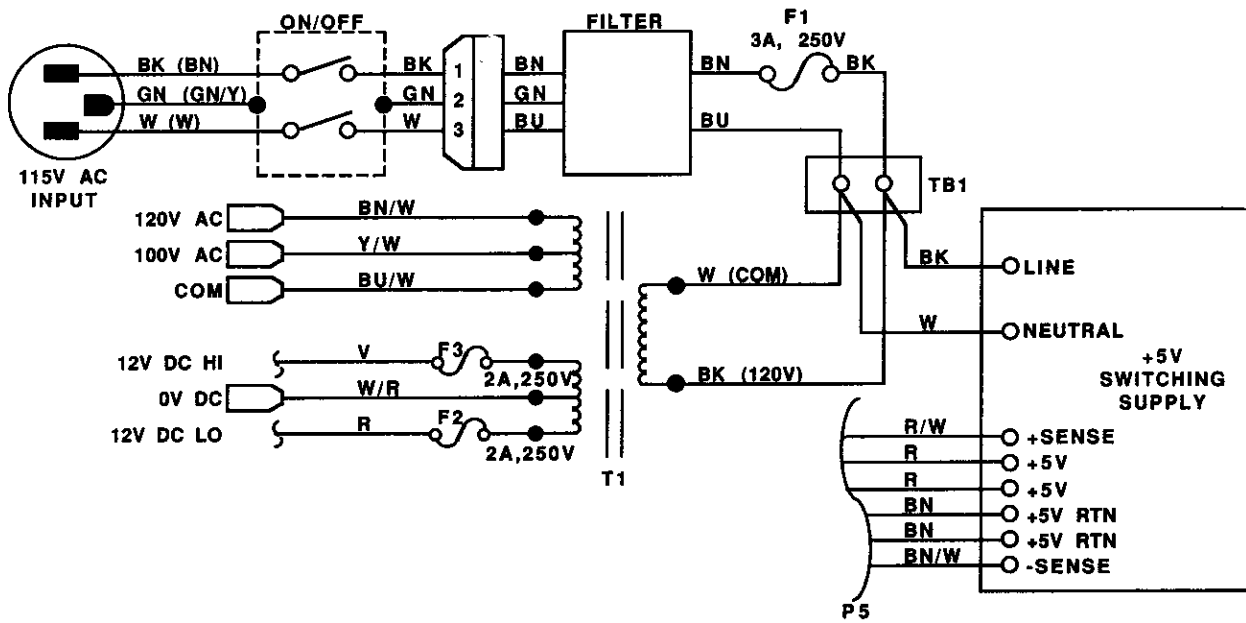 ON/OFF
FILTER
F1
3A, 250V
BK (BN)
BK
1
BN
BN
BK
GN (GN/Y)
GN
2
GN
W (W)
W
3
BU
BU
115V AC
INPUT
TB1
120V AC
BN/W
100V AC
Y/W
COM
BU/W
W (COM)
BK
LINE
W
NEUTRAL
12V DC HI
V
F3
2A,250V
BK (120V)
+5V
SWITCHING
SUPPLY
0V DC
W/R
12V DC LO
R
F2
2A,250V
T1
R/W
+SENSE
R
+5V
R
+5V
BN
+5V RTN
BN
+5V RTN
BN/W
-SENSE
P5